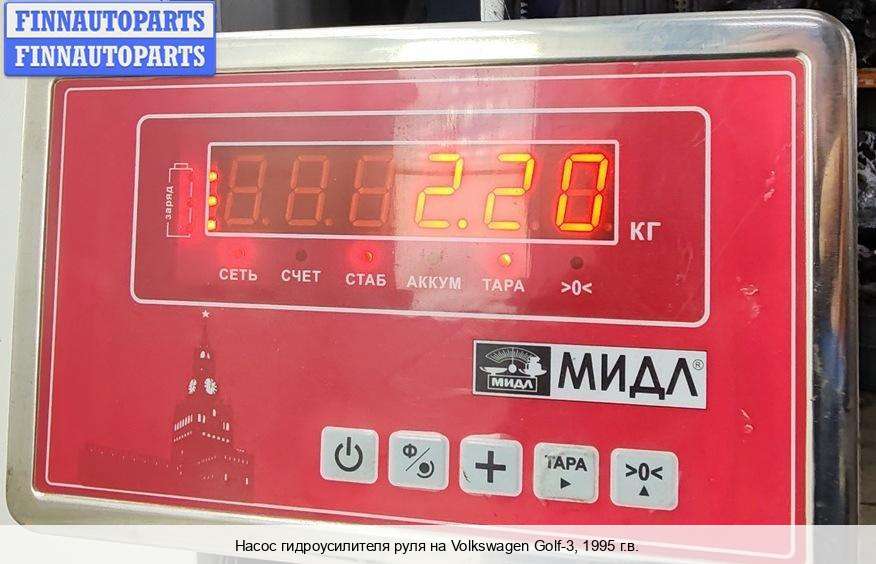 FINNAUTOPARTS
FINNAUTOPARTS
заряд
2.20 КГ
СЕТЬ СЧЕТ СТАБ АККУМ ТАРА >0<
МИДЛ МИДЛ®
Ф ТАРА >0<
Насос гидроусилителя руля на Volkswagen Golf-3, 1995 г.в.